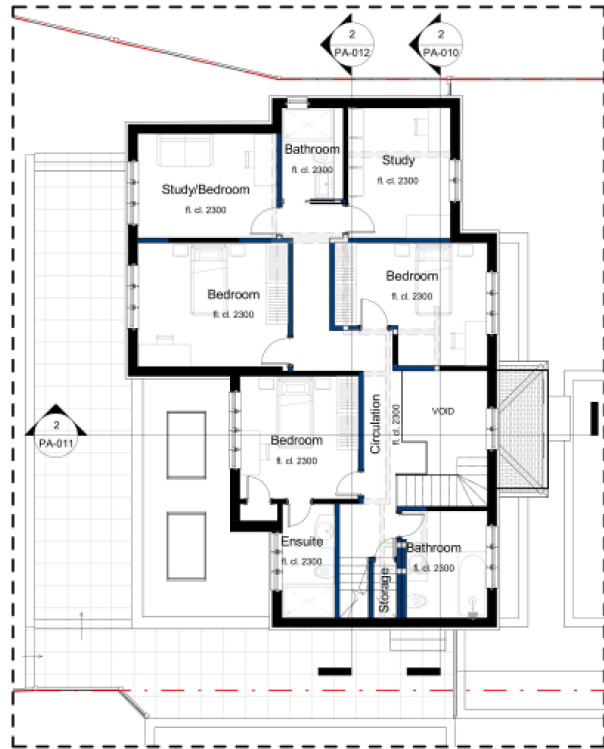 2
PA-012
2
PA-010
Bathroom
fl. cl. 2300
Study
fl. cl. 2300
Study/Bedroom
fl. cl. 2300
Bedroom
fl. cl. 2300
Bedroom
fl. cl. 2300
2
PA-011
Bedroom
fl. cl. 2300
Circulation
fl. cl. 2300
VOID
Ensuite
fl. cl. 2300
Storage
Bathroom
fl. cl. 2300